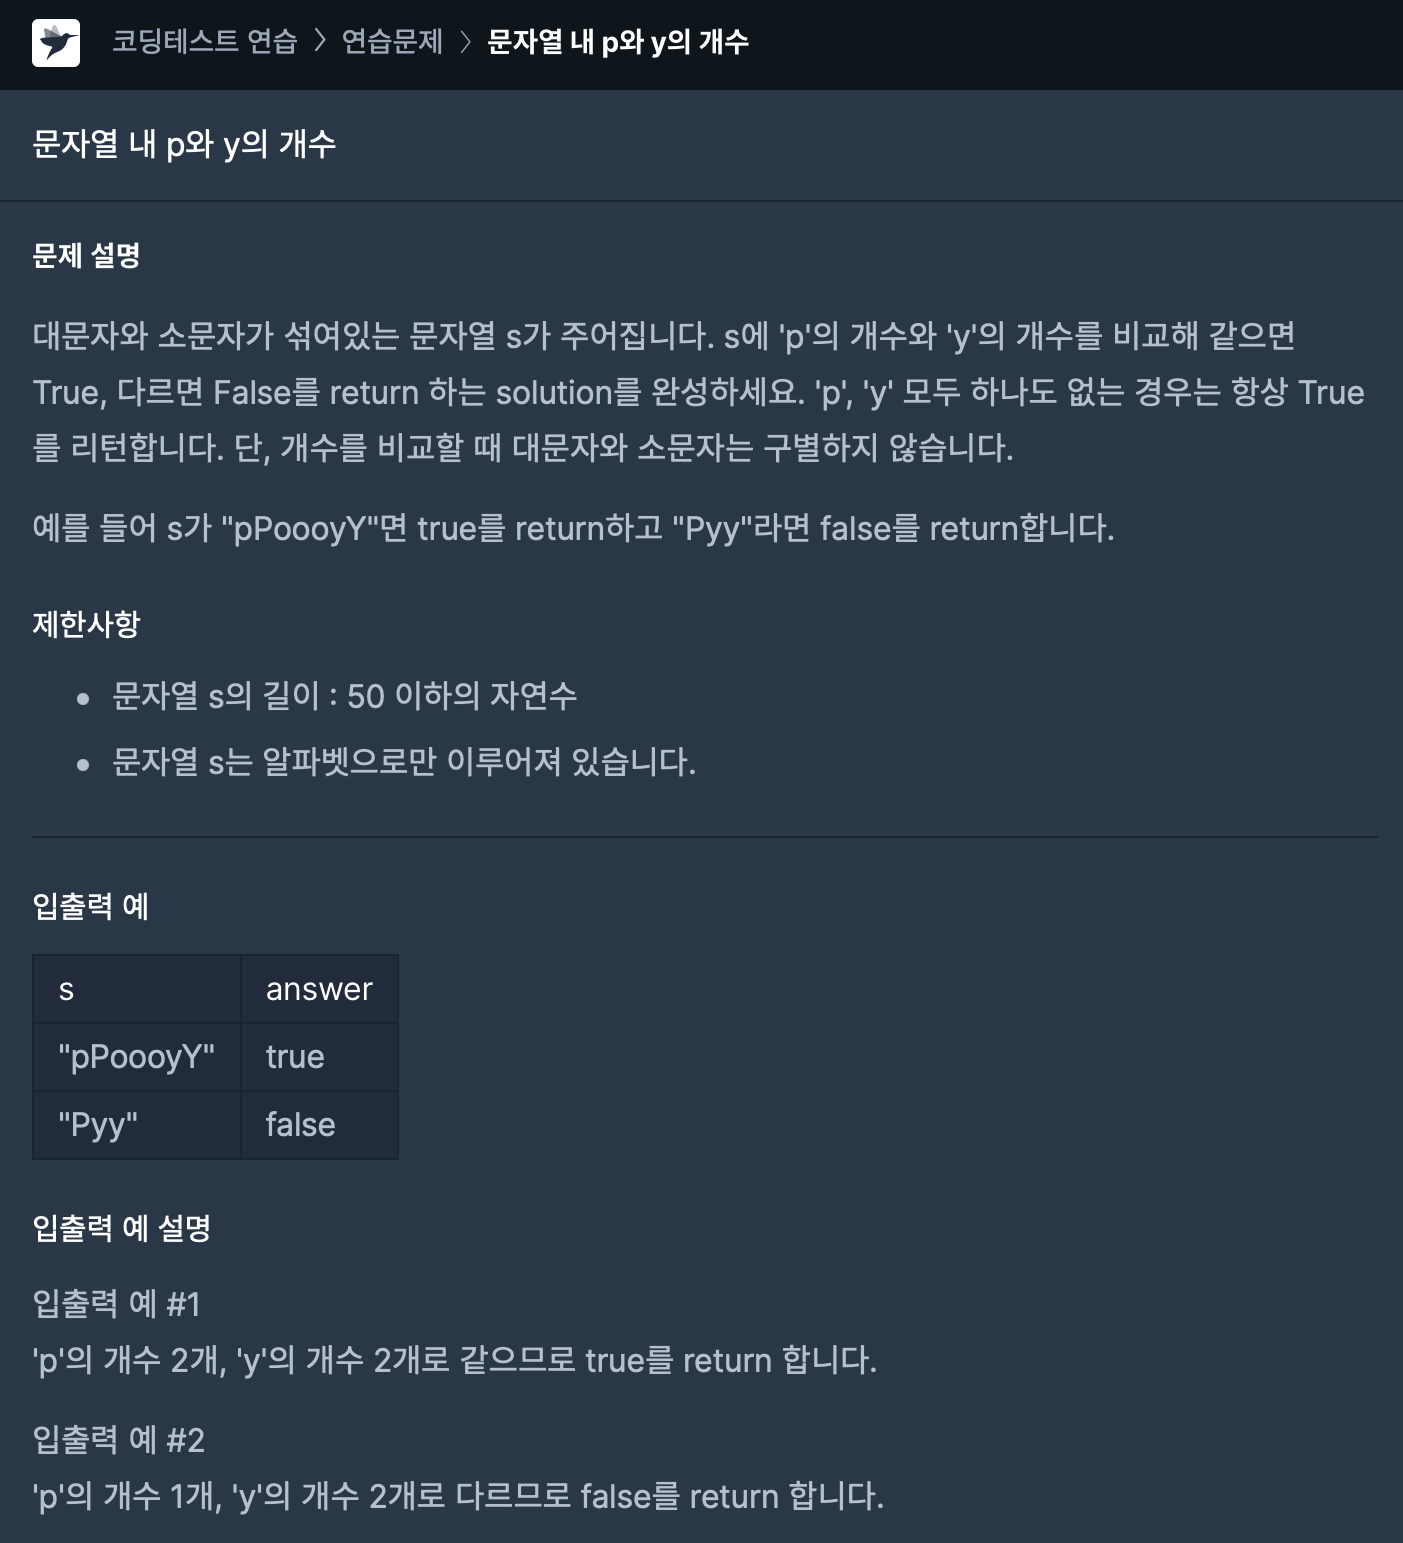 코딩테스트 연습 > 연습문제 > 문자열 내 p와 y의 개수
문자열 내 p와 y의 개수
문제 설명
대문자와 소문자가 섞여있는 문자열 s가 주어집니다. s에 'p'의 개수와 'y'의 개수를 비교해 같으면
True, 다르면 False를 return 하는 solution를 완성하세요. 'p', 'y' 모두 하나도 없는 경우는 항상 True
를 리턴합니다. 단, 개수를 비교할 때 대문자와 소문자는 구별하지 않습니다.
예를 들어 s가 "pPoooyY"면 true를 return하고 "Pyy"라면 false를 return합니다.
제한사항
• 문자열 s의 길이 : 50 이하의 자연수
• 문자열 s는 알파벳으로만 이루어져 있습니다.
입출력 예
s answer
"pPoooyY" true
"Pyy" false
입출력 예 설명
입출력 예 #1
'p'의 개수 2개, 'y'의 개수 2개로 같으므로 true를 return 합니다.
입출력 예 #2
'p'의 개수 1개, 'y'의 개수 2개로 다르므로 false를 return 합니다.